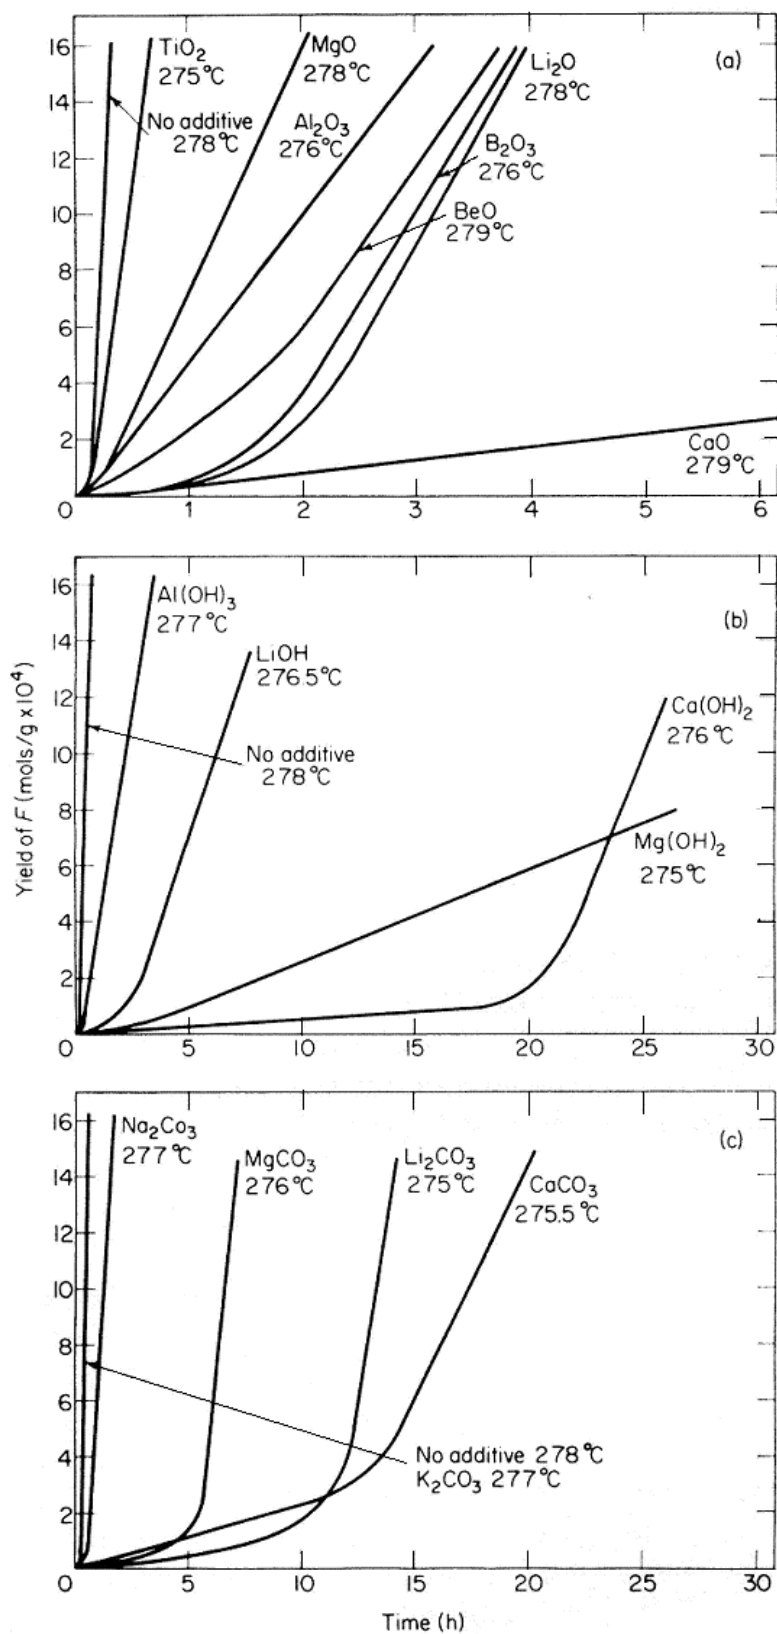 (a)
16
14
12
10
8
6
4
2
0
TiO2
275°C
MgO
278°C
No additive
278°C
Al2O3
276°C
Li2O
278°C
B2O3
276°C
BeO
279°C
CaO
279°C
1 2 3 4 5 6
(b)
16
14
12
10
8
6
4
2
0
Al(OH)3
277°C
LiOH
276.5°C
No additive
278°C
Ca(OH)2
276°C
Mg(OH)2
275°C
5 10 15 20 25 30
Yield of F (mols/g x10⁴)
(c)
16
14
12
10
8
6
4
2
0
Na2Co3
277°C
MgCO3
276°C
Li2CO3
275°C
CaCO3
275.5°C
No additive 278°C
K2CO3 277°C
5 10 15 20 25 30
Time (h)